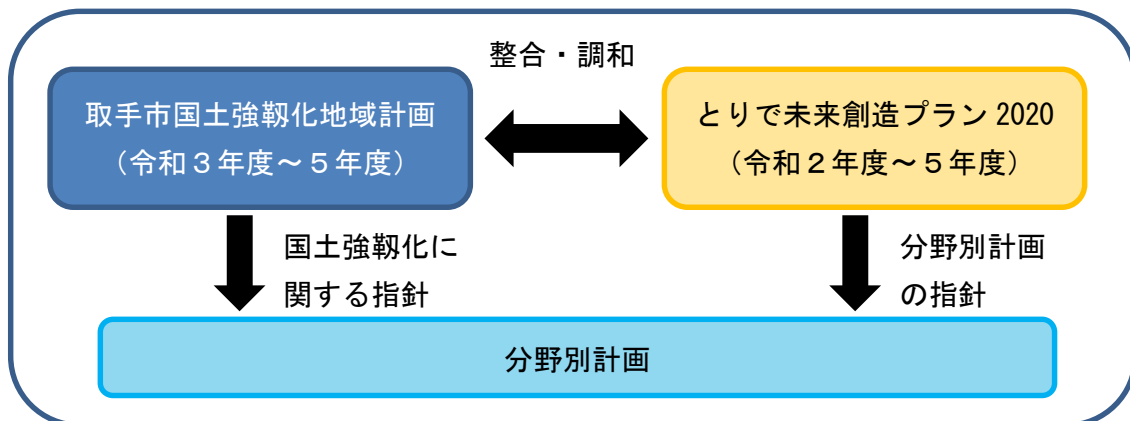 整合・調和
取手市国土強靱化地域計画
（令和３年度～５年度）
とりで未来創造プラン 2020
（令和２年度～５年度）
国土強靱化に
関する指針
分野別計画
の指針
分野別計画